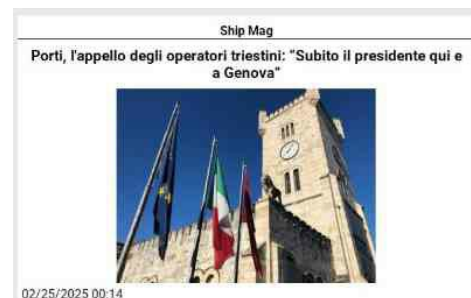 Ship Mag
Porti, l'appello degli operatori triestini: "Subito il presidente qui e
a Genova"
02/25/2025 00:14